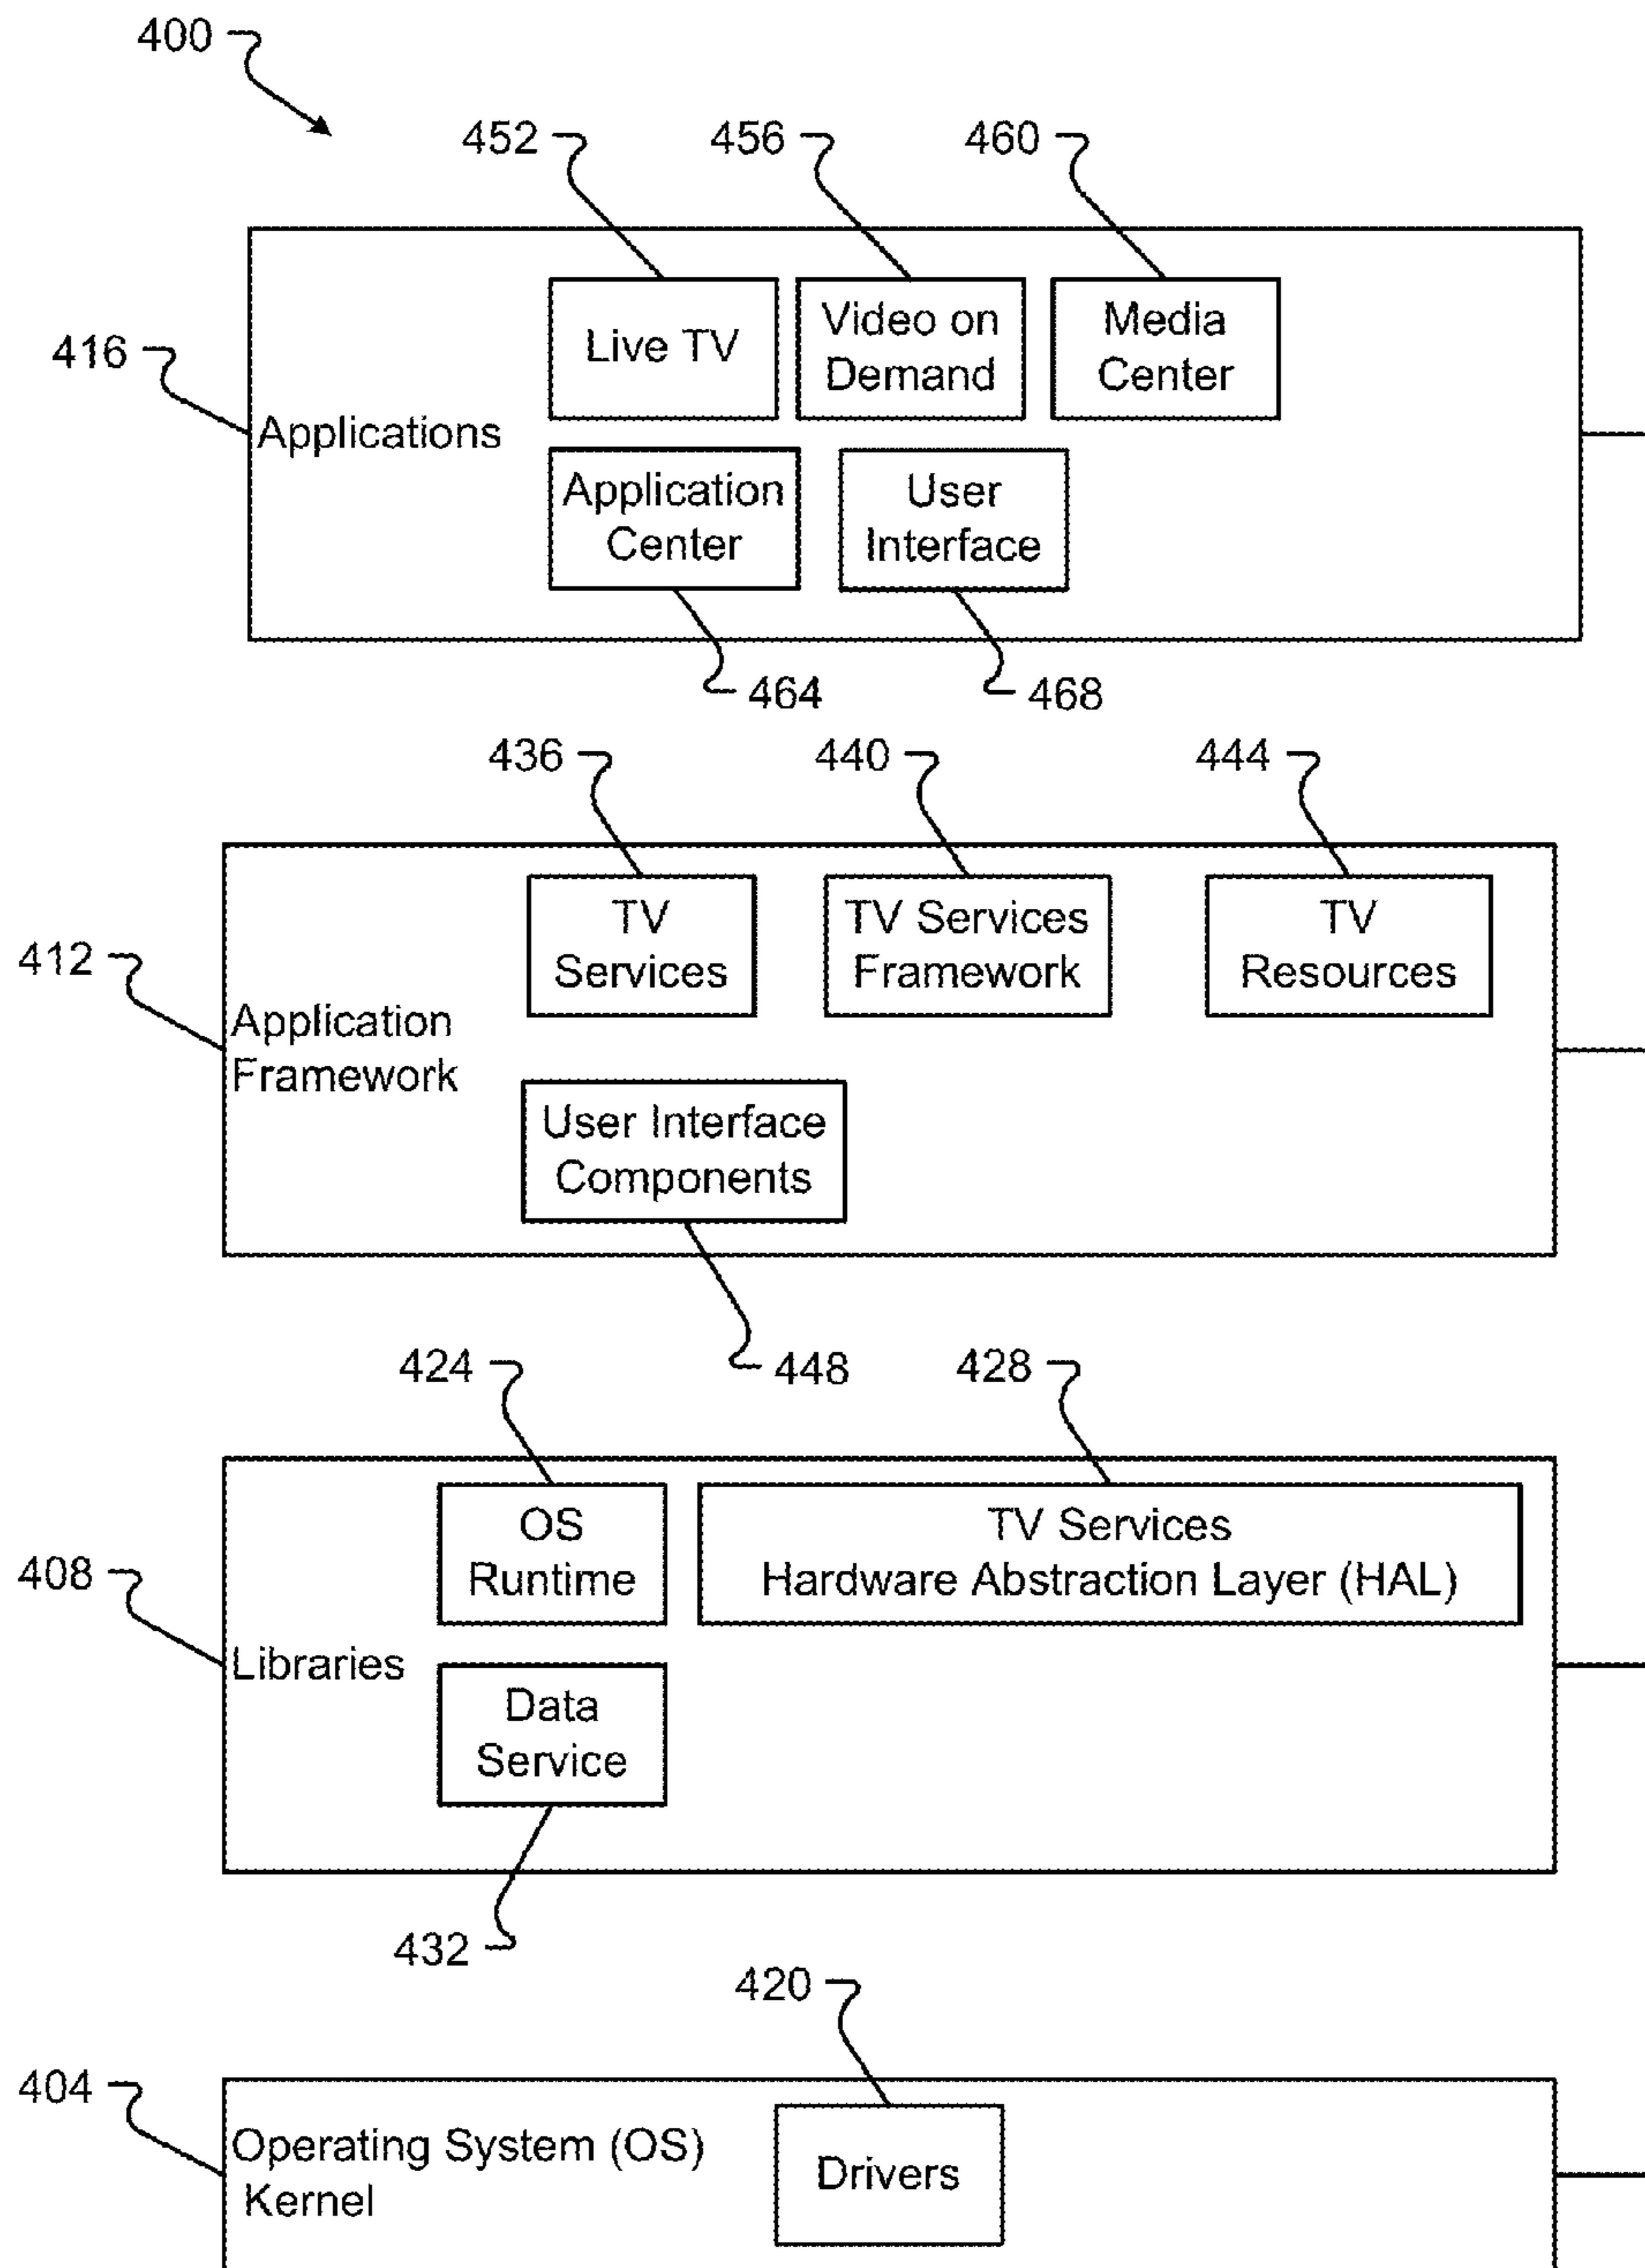 400
452
456
460
416
Live TV
Video on
Demand
Media
Center
Applications
Application
Center
User
Interface
464
468
436
440
444
412
TV
Services
TV Services
Framework
TV
Resources
Application
Framework
User Interface
Components
448
424
428
408
OS
Runtime
TV Services
Hardware Abstraction Layer (HAL)
Libraries
Data
Service
432
420
404
Operating System (OS)
Kernel
Drivers